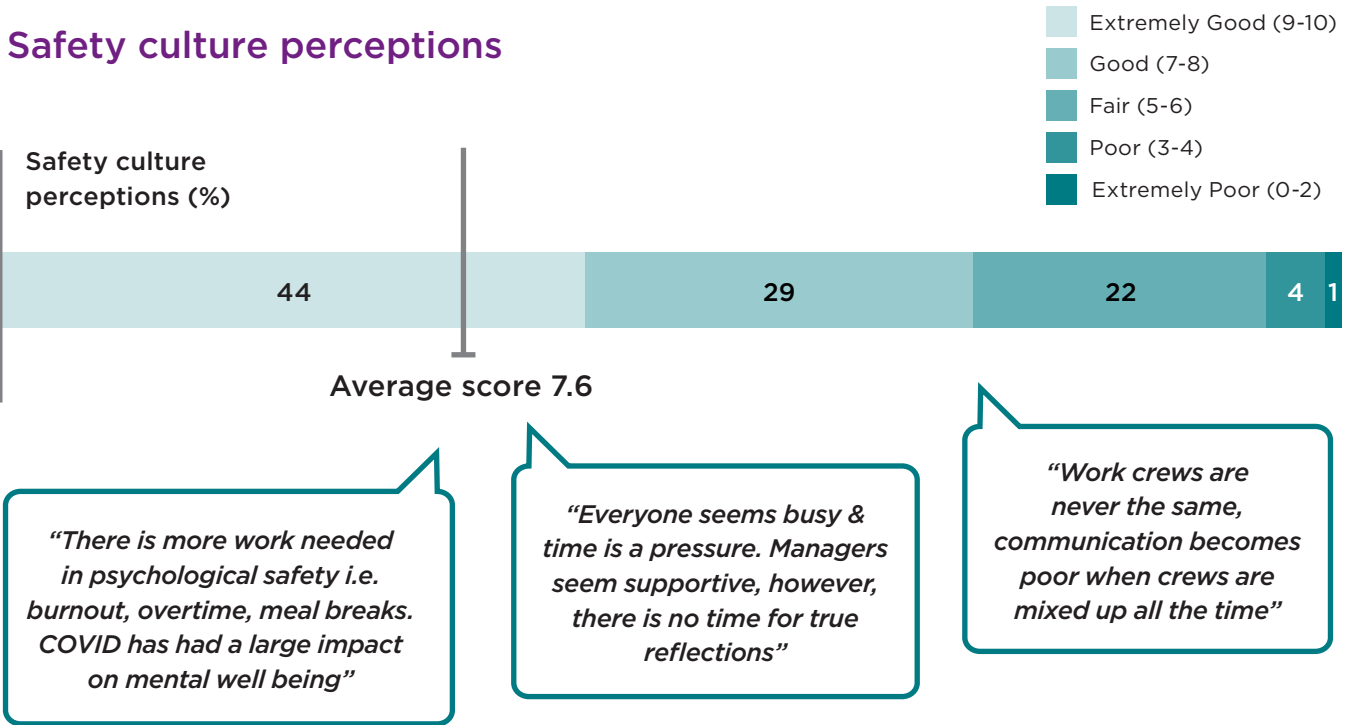 Safety culture perceptions
Extremely Good (9-10)
Good (7-8)
Fair (5-6)
Poor (3-4)
Extremely Poor (0-2)
Safety culture
perceptions (%)
44
29
22
4
1
Average score 7.6
“There is more work needed
in psychological safety i.e.
burnout, overtime, meal breaks.
COVID has had a large impact
on mental well being”
“Everyone seems busy &
time is a pressure. Managers
seem supportive, however,
there is no time for true
reflections”
“Work crews are
never the same,
communication becomes
poor when crews are
mixed up all the time”